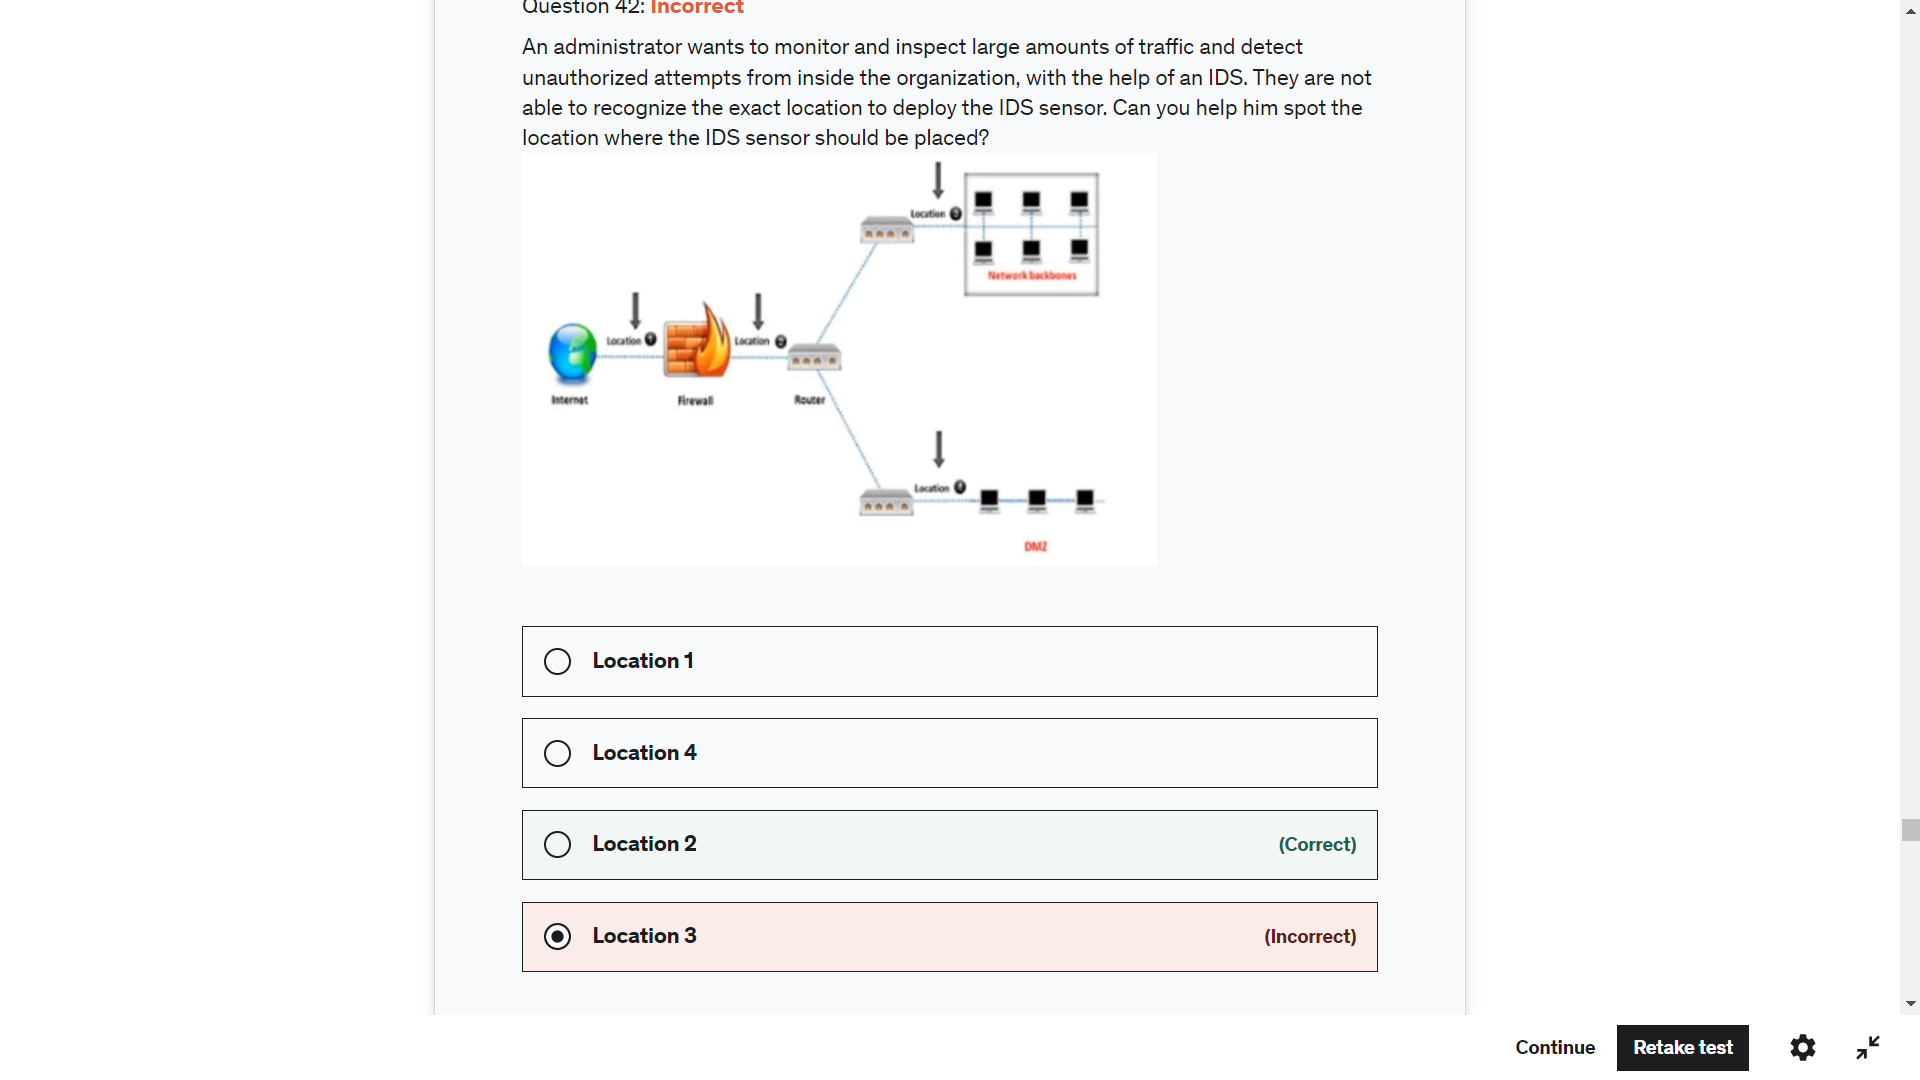 Question 42: Incorrect
An administrator wants to monitor and inspect large amounts of traffic and detect
unauthorized attempts from inside the organization, with the help of an IDS. They are not
able to recognize the exact location to deploy the IDS sensor. Can you help him spot the
location where the IDS sensor should be placed?
Location 3
Network backbones
Location 1
Location 2
Internet
Firewall
Router
Location 4
DMZ
Location 1
Location 4
Location 2 (Correct)
Location 3 (Incorrect)
Continue Retake test